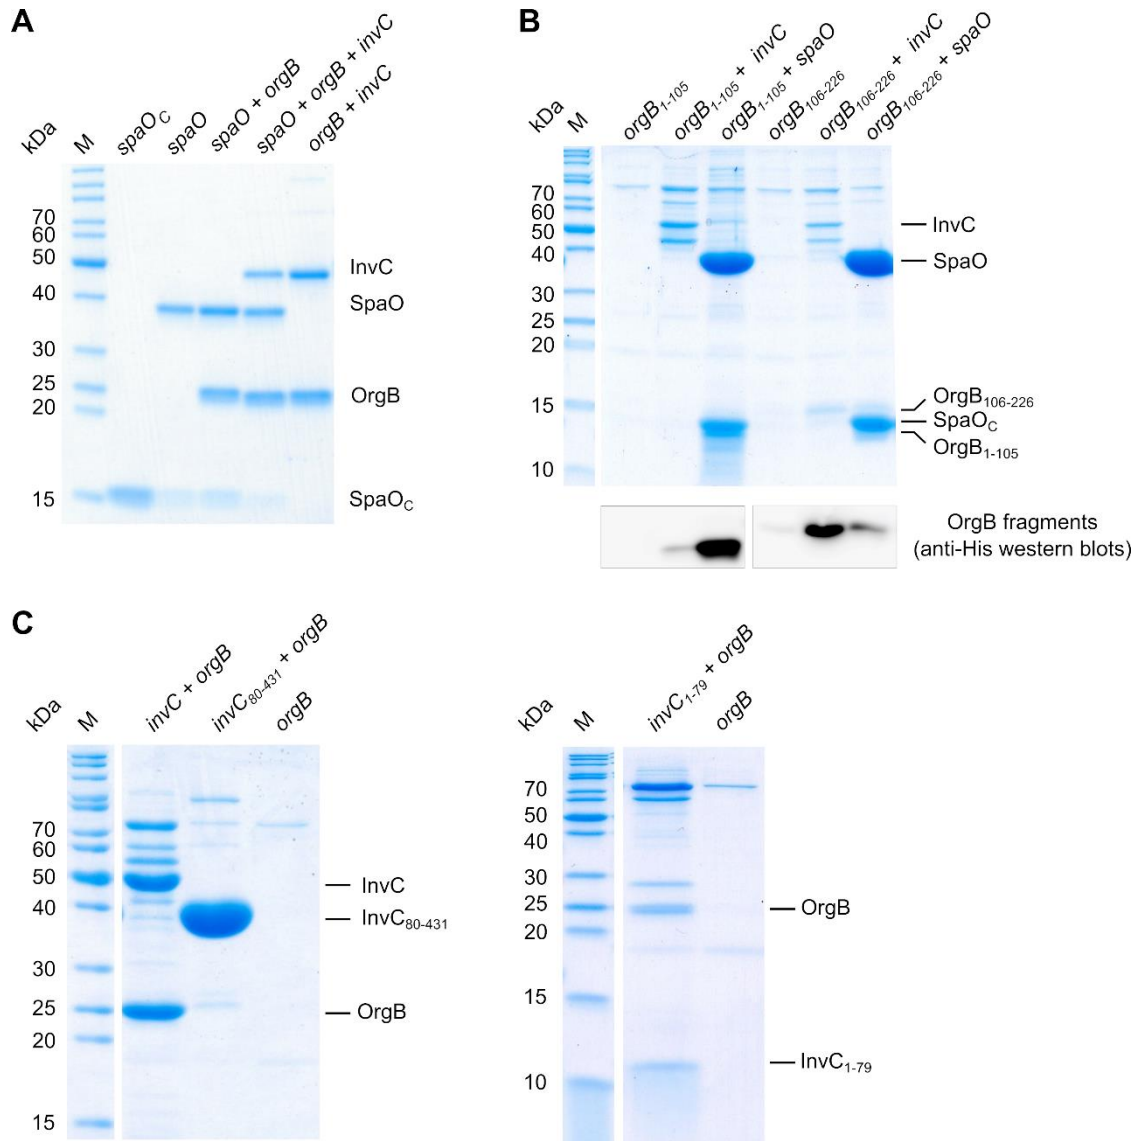 A
kDa
M
spaOC
spaO
spaO + orgB
spaO + orgB + invC
orgB + invC
70
60
50
40
30
25
20
15
InvC
SpaO
OrgB
SpaOC
B
kDa
M
orgB1-105
orgB1-105 + invC
orgB1-105 + spaO
orgB106-226
orgB106-226 + invC
orgB106-226 + spaO
70
60
50
40
30
25
20
15
10
InvC
SpaO
OrgB106-226
SpaOC
OrgB1-105
OrgB fragments
(anti-His western blots)
C
kDa
M
invC + orgB
invC80-431 + orgB
orgB
70
60
50
40
30
25
20
15
InvC
InvC80-431
OrgB
kDa
M
invC1-79 + orgB
orgB
70
50
40
30
25
20
15
10
OrgB
InvC1-79